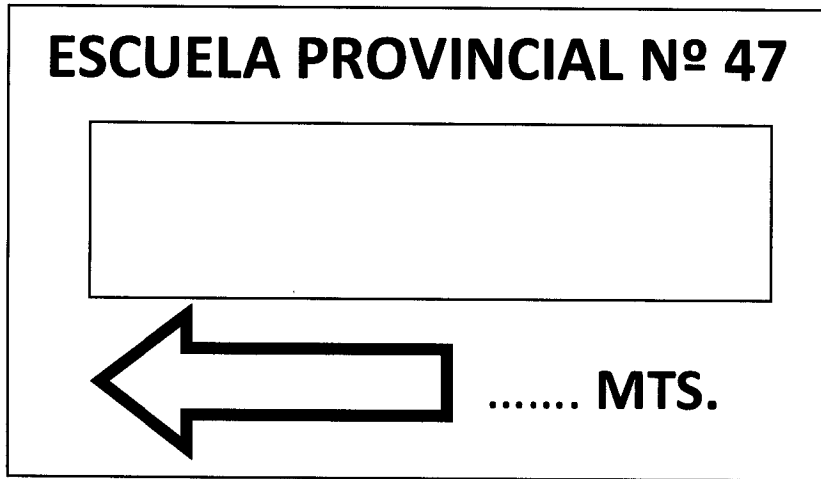 ESCUELA PROVINCIAL Nº 47
....... MTS.